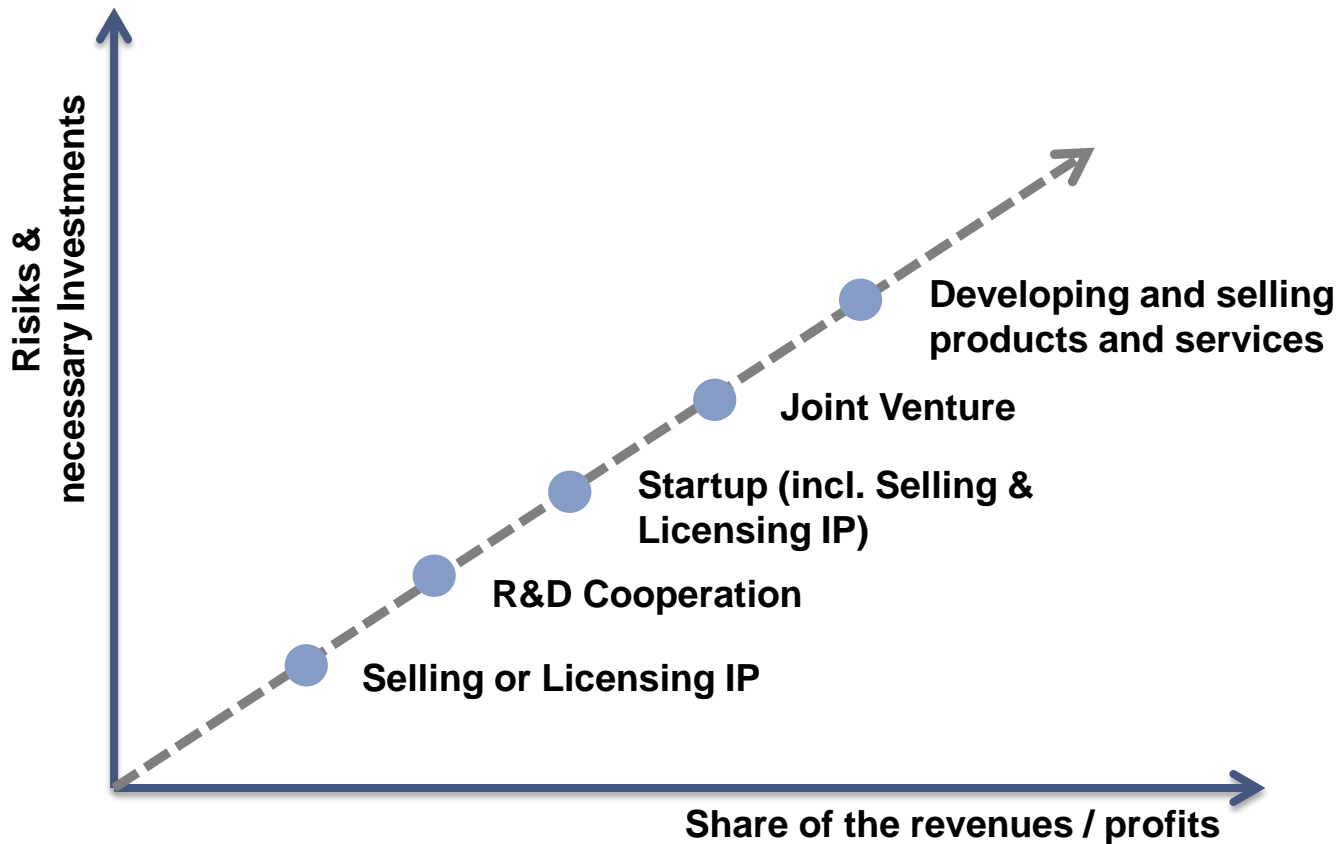 Risiks &
necessary Investments
Developing and selling
products and services
Joint Venture
Startup (incl. Selling &
Licensing IP)
R&D Cooperation
Selling or Licensing IP
Share of the revenues / profits